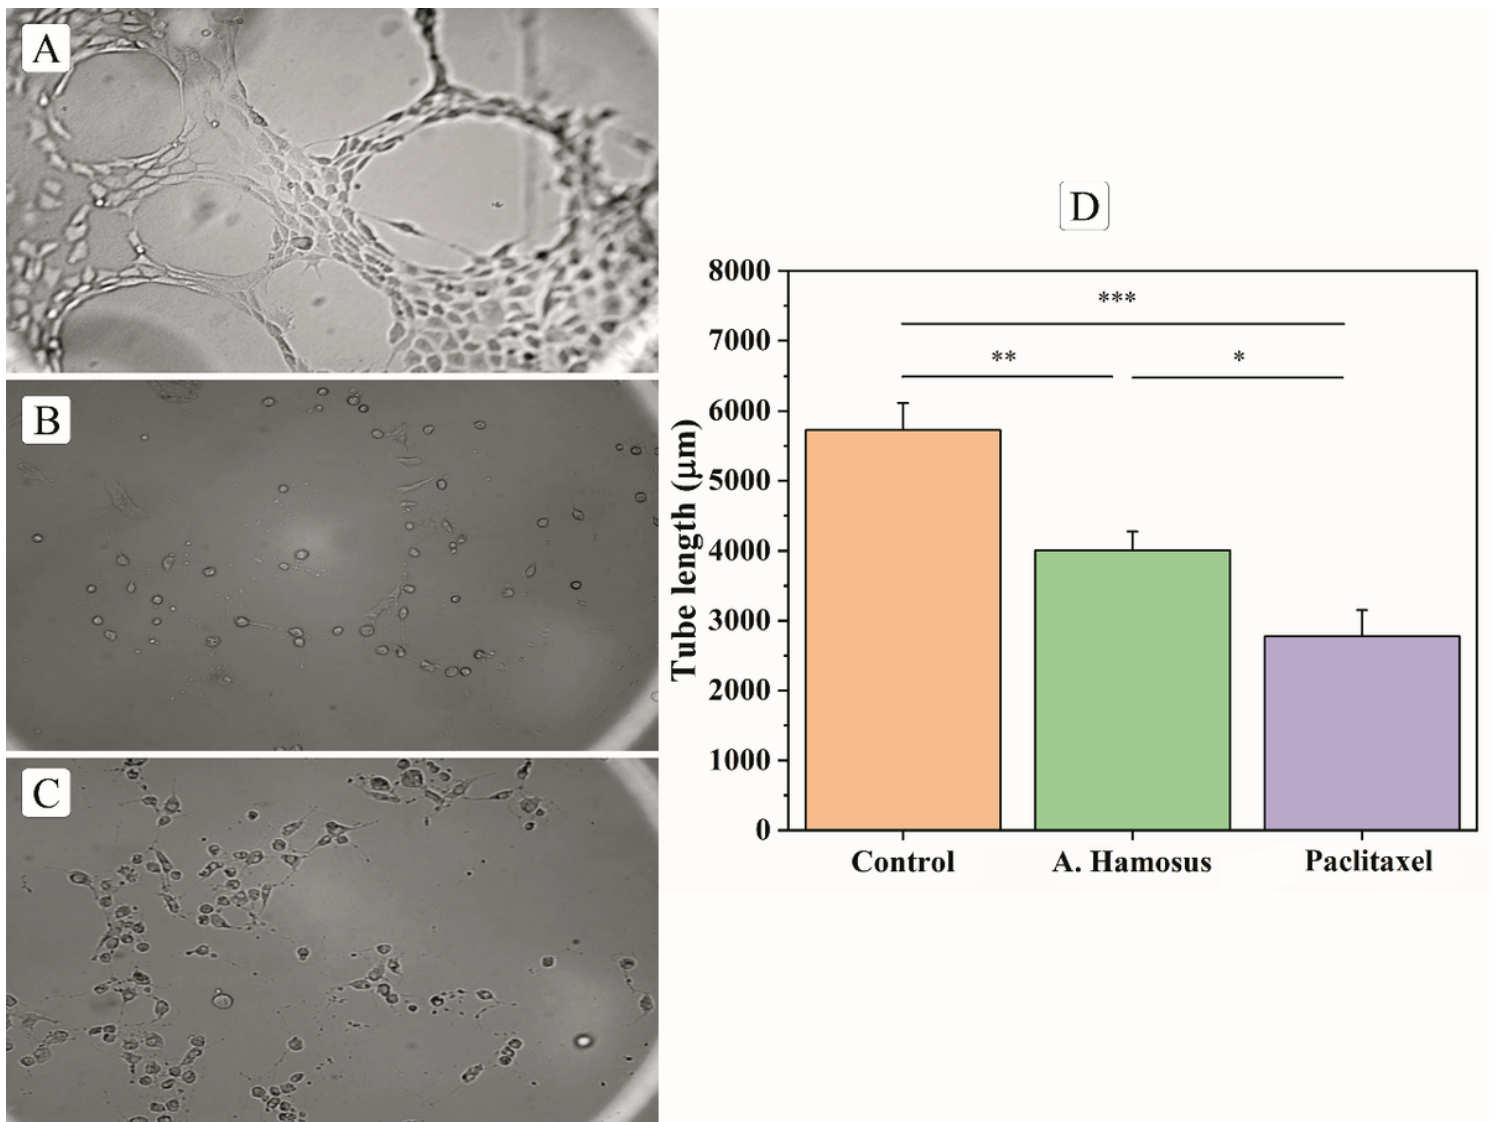 A
B
C
D
8000
7000
6000
5000
4000
3000
2000
1000
0
Tube length (μm)
***
**
*
Control
A. Hamosus
Paclitaxel